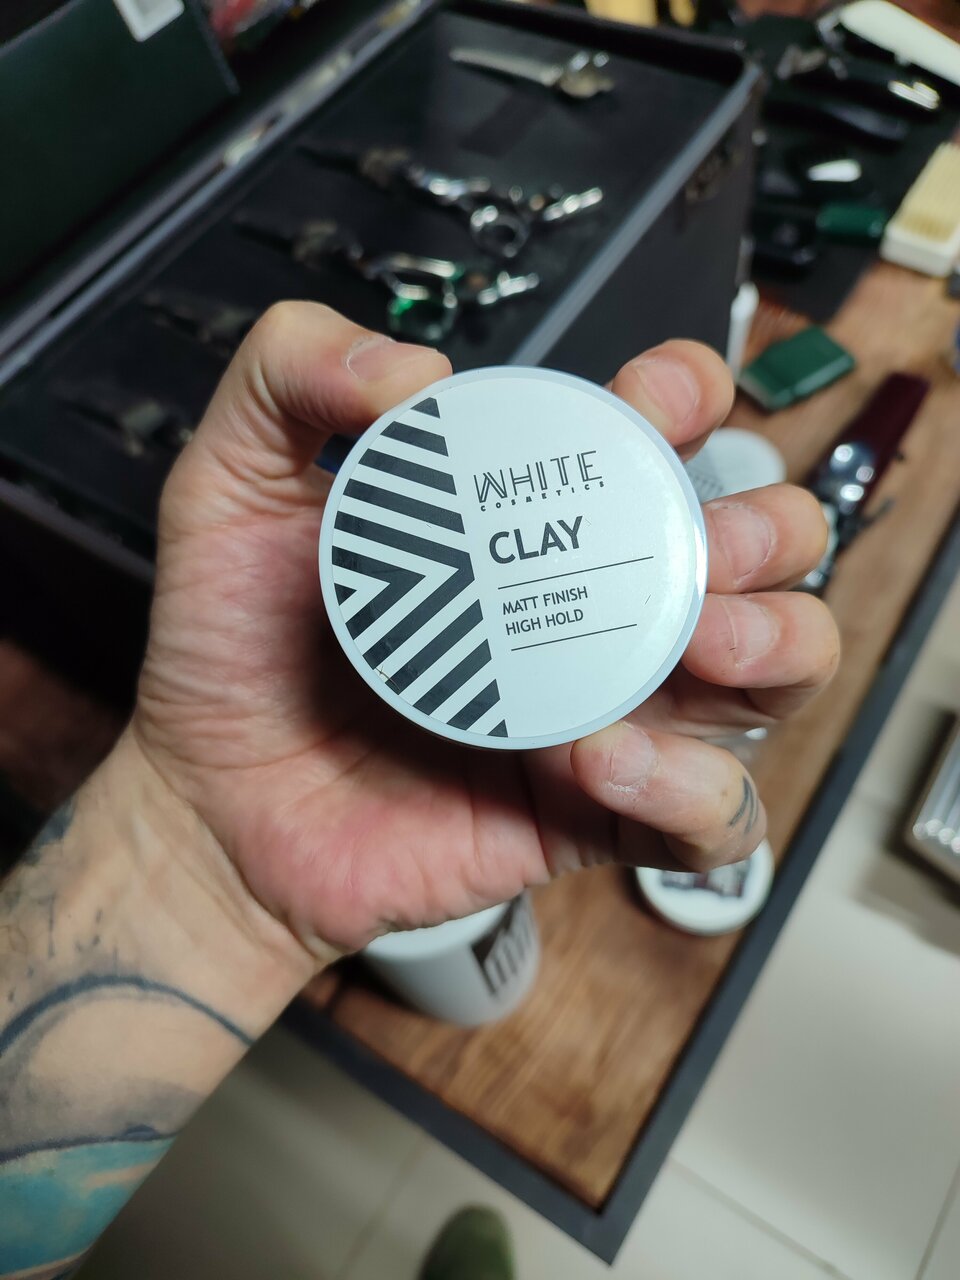 WHITE
COSMETICS
CLAY
MATT FINISH
HIGH HOLD